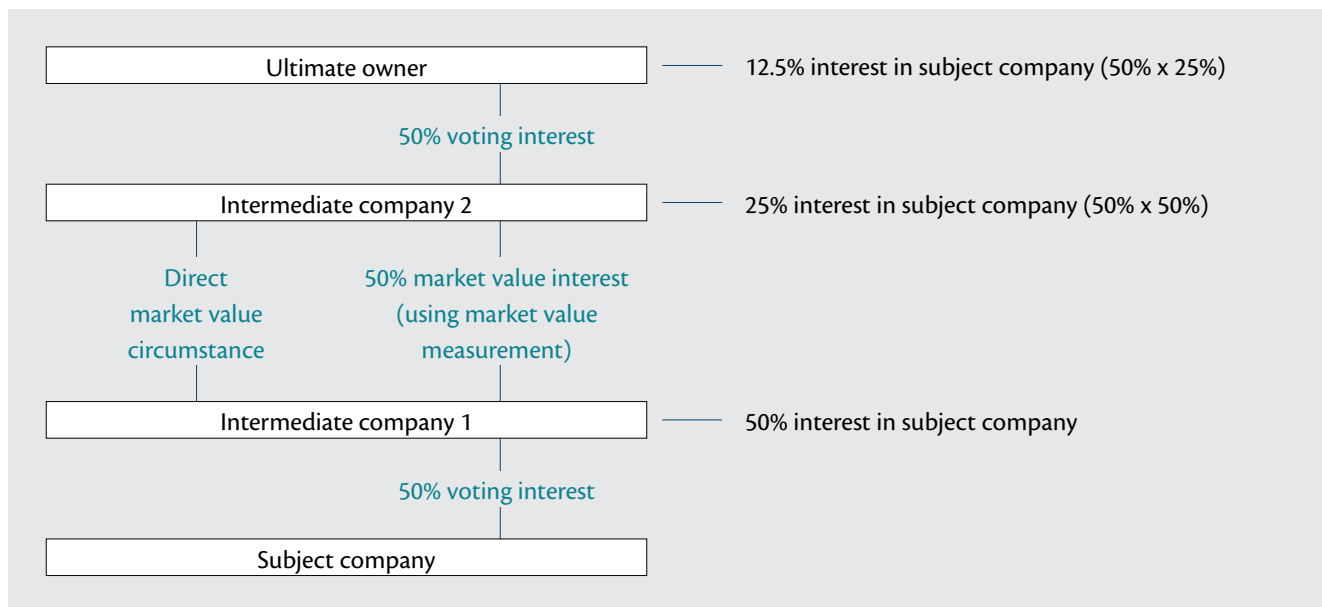 Ultimate owner
12.5% interest in subject company (50% x 25%)
50% voting interest
Intermediate company 2
25% interest in subject company (50% x 50%)
Direct
market value
circumstance
50% market value interest
(using market value
measurement)
Intermediate company 1
50% interest in subject company
50% voting interest
Subject company